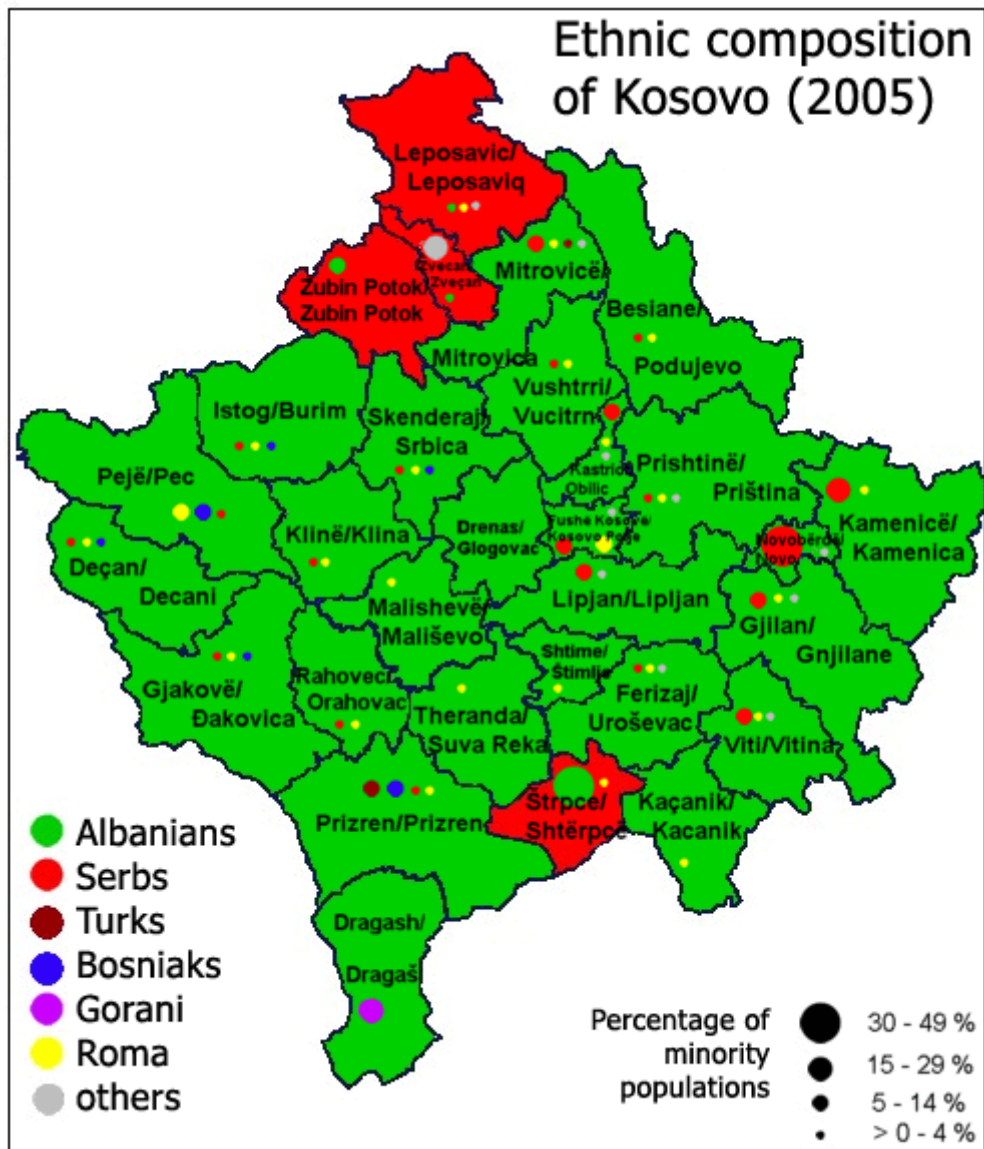 Ethnic composition
of Kosovo (2005)
Leposavic/
Leposaviq
Zvecan/
Zveçan
Zubin Potok/
Zubin Potok
Mitrovicë/
Mitrovica
Besiane/
Podujevo
Vushtrri/
Vucitrn
Istog/Burim
Skenderaj/
Srbica
Pejë/Pec
Kastriot
Obilic
Prishtinë/
Priština
Kamenicë/
Kamenica
Klinë/Klina
Drenas/
Glogovac
Fushe Kosove/
Kosovo Poge
Novobërdë/
Novo
Deçan/
Decani
Malishevë/
Mališevo
Lipjan/Lipljan
Gjilan/
Gnjilane
Gjakovë/
Đakovica
Rahovec/
Orahovac
Shtime/
Štimlje
Ferizaj/
Uroševac
Theranda/
Suva Reka
Viti/Vitina
Prizren/Prizren
Štrpce/
Shtërpcë
Kaçanik/
Kacanik
Dragash/
Dragaš
Albanians
Serbs
Turks
Bosniaks
Gorani
Roma
others
Percentage of
minority
populations
30 - 49 %
15 - 29 %
5 - 14 %
> 0 - 4 %